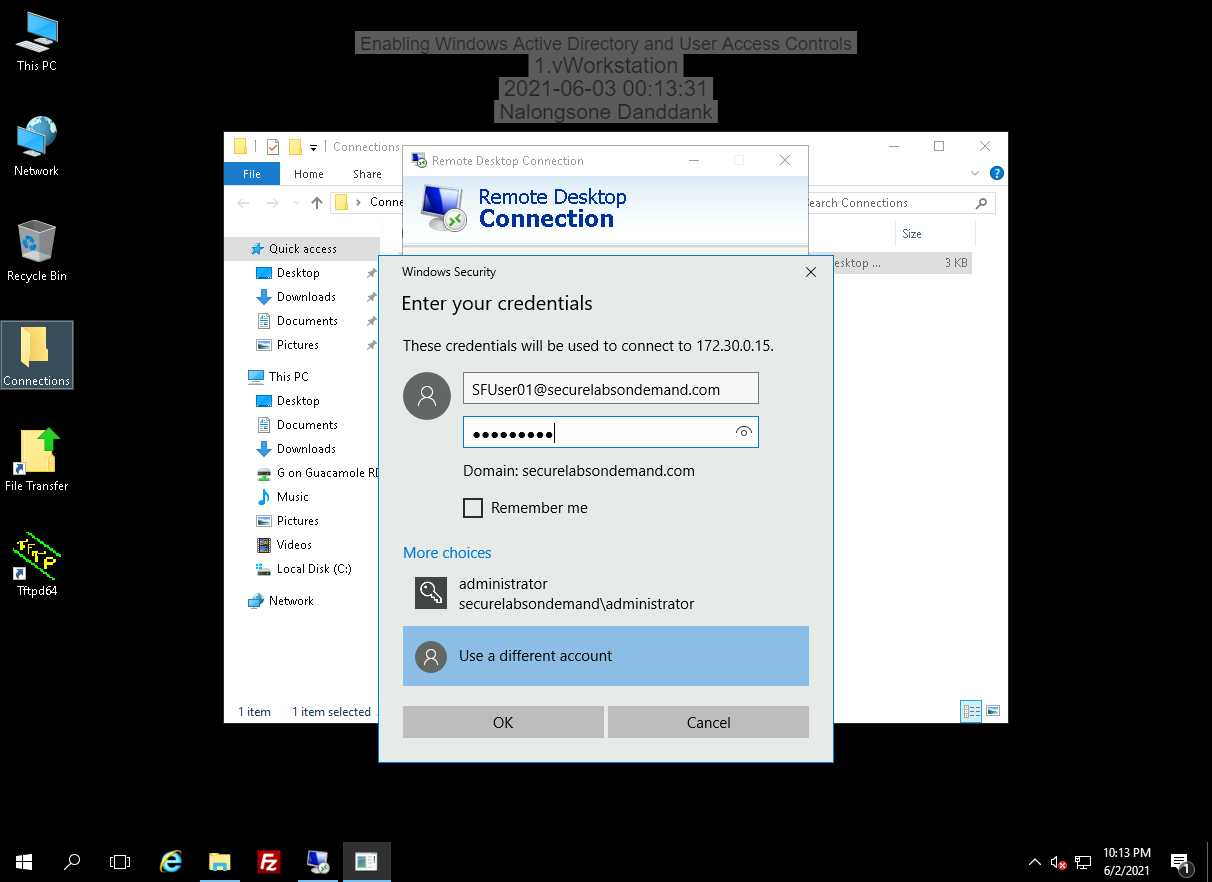 Enabling Windows Active Directory and User Access Controls
1.vWorkstation
2021-06-03 00:13:31
Nalongsone Danddank
This PC
Network
Recycle Bin
Connections
File Transfer
Tftpd64
Connections
File
Home
Share
Search Connections
Size
3 KB
Quick access
Desktop
Downloads
Documents
Pictures
This PC
Desktop
Documents
Downloads
G on Guacamole RD
Music
Pictures
Videos
Local Disk (C:)
Network
1 item
1 item selected
Remote Desktop Connection
Remote Desktop
Connection
Windows Security
Enter your credentials
These credentials will be used to connect to 172.30.0.15.
SFUser01@securelabsondemand.com
●●●●●●●●●
Domain: securelabsondemand.com
Remember me
More choices
administrator
securelabsondemand\administrator
Use a different account
OK
Cancel
10:13 PM
6/2/2021
1